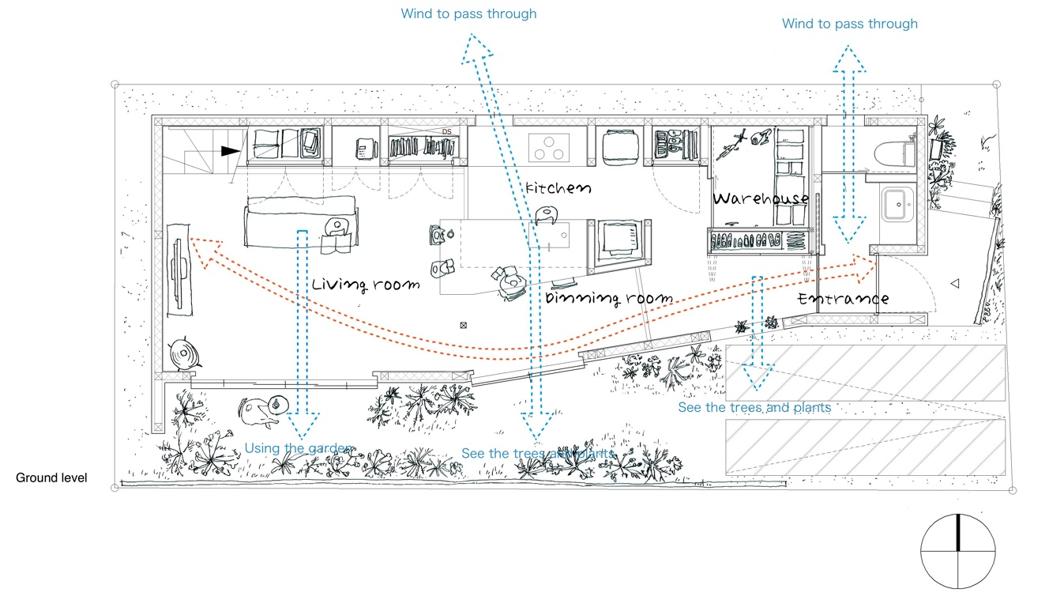 Wind to pass through
Wind to pass through
DS
Kitchen
Warehouse
Living room
Dinning room
Entrance
See the trees and plants
Using the garden
See the trees and plants
Ground level